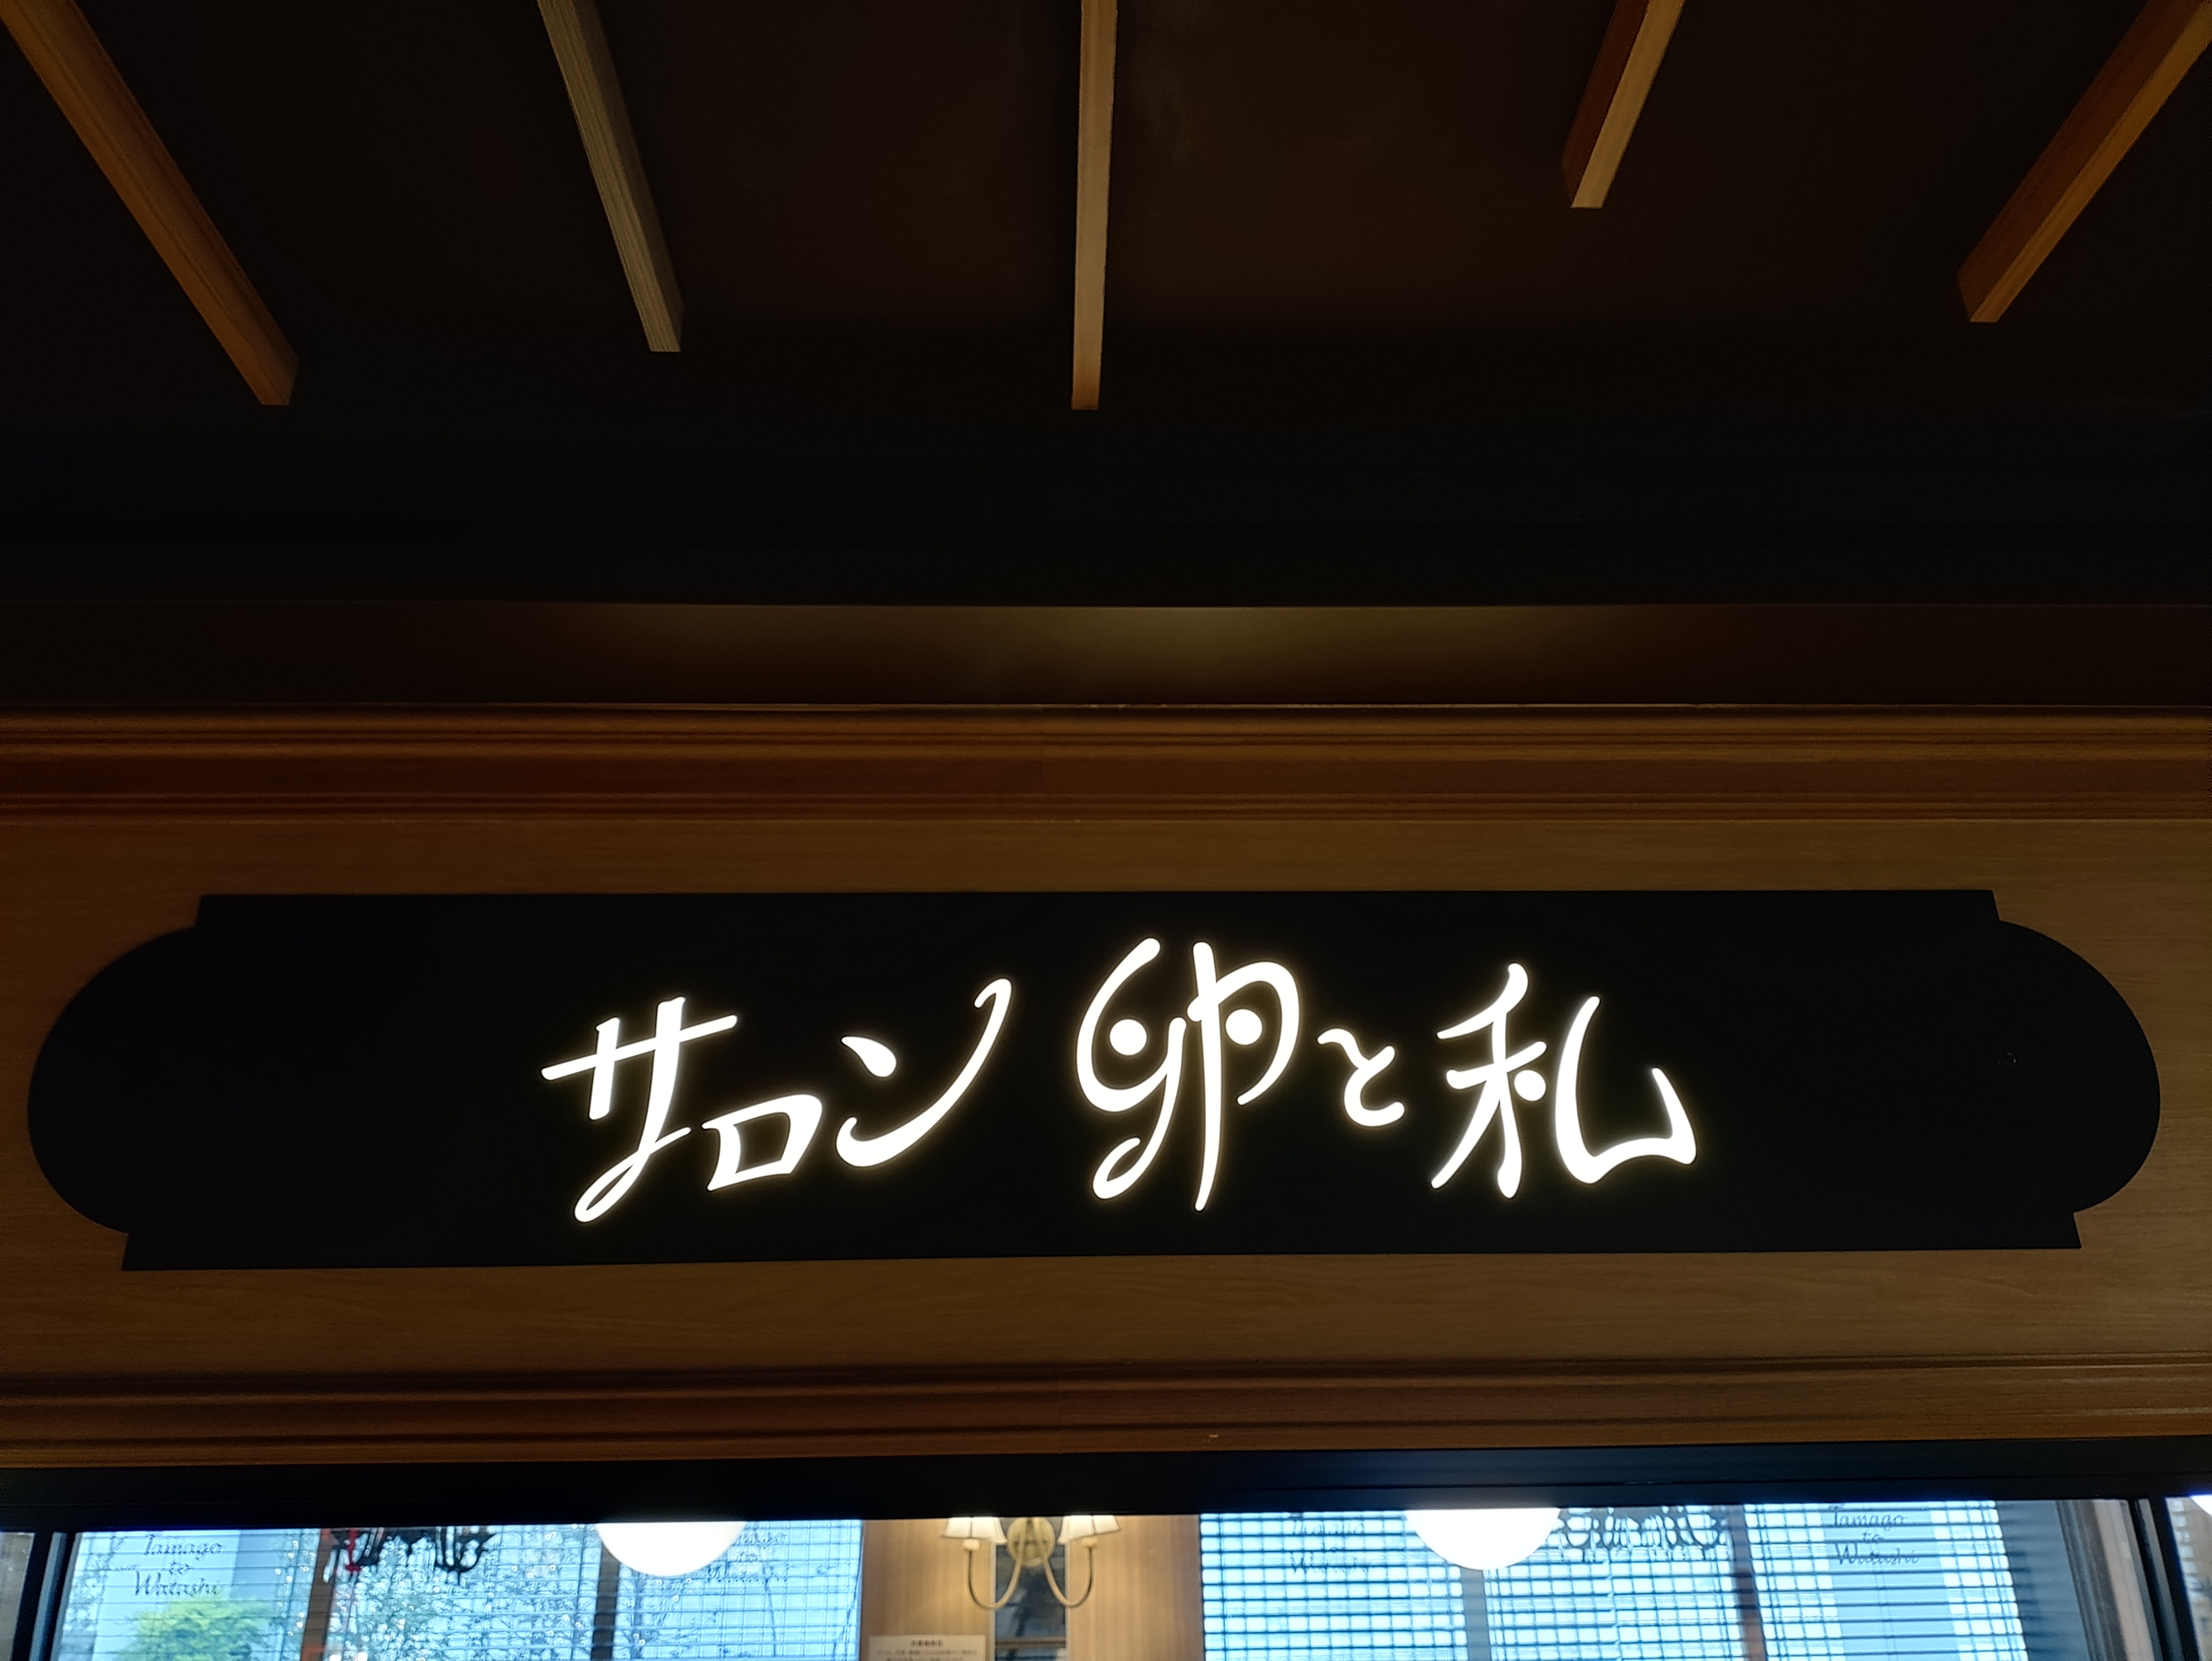 サロン 卵と私
Tamago
to
Watashi
Tamago
to
Watashi